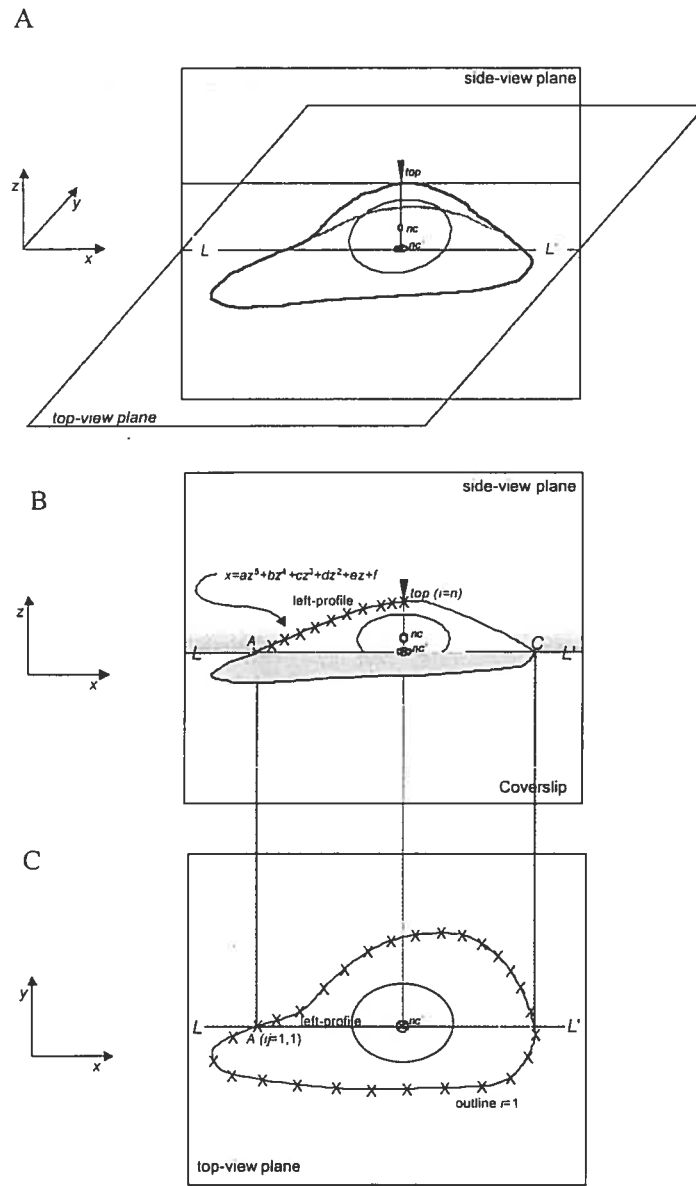 A
side-view plane
top
z
y
x
nc
nc'
L
L'
top-view plane
B
side-view plane
x=az⁵+bz⁴+cz³+dz²+ez+f
left-profile
top (i=n)
z
x
A
nc
nc'
C
L
L'
Coverslip
C
y
x
L
left-profile
nc'
L'
A (ij=1,1)
outline i=1
top-view plane